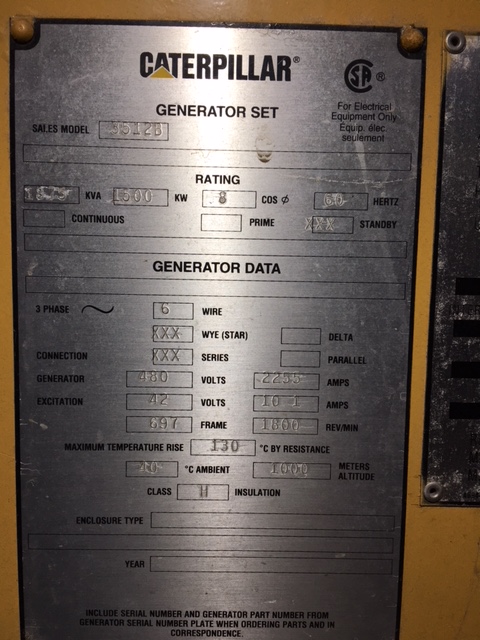 CATERPILLAR®
SA ®
GENERATOR SET
For Electrical
Equipment Only
Équip. élec
seulement
SALES MODEL 3512B
RATING
1875 KVA 1500 KW 8 COS φ 60 HERTZ
CONTINUOUS PRIME XXX STANDBY
GENERATOR DATA
3 PHASE 6 WIRE
XXX WYE (STAR) DELTA
CONNECTION XXX SERIES PARALLEL
GENERATOR 480 VOLTS 2255 AMPS
EXCITATION 42 VOLTS 10.1 AMPS
697 FRAME 1800 REV/MIN
MAXIMUM TEMPERATURE RISE 130 °C BY RESISTANCE
40 °C AMBIENT 1000 METERS ALTITUDE
CLASS H INSULATION
ENCLOSURE TYPE
YEAR
INCLUDE SERIAL NUMBER AND GENERATOR PART NUMBER FROM
GENERATOR SERIAL NUMBER PLATE WHEN ORDERING PARTS AND IN
CORRESPONDENCE.